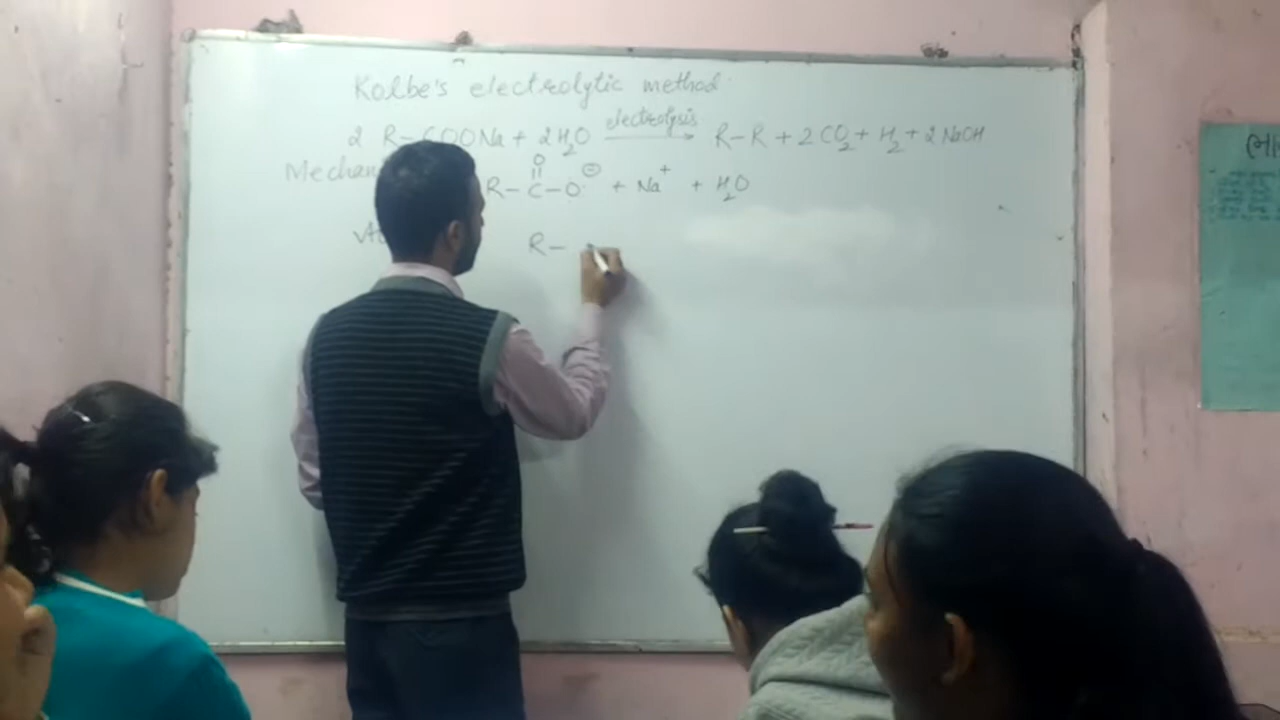 Kolbe's electrolytic method
2 R-COONa + 2H₂O electrolysis → R-R + 2CO₂ + H₂ + 2NaOH
O
R-C-O⊖ + Na⁺ + H₂O
R-